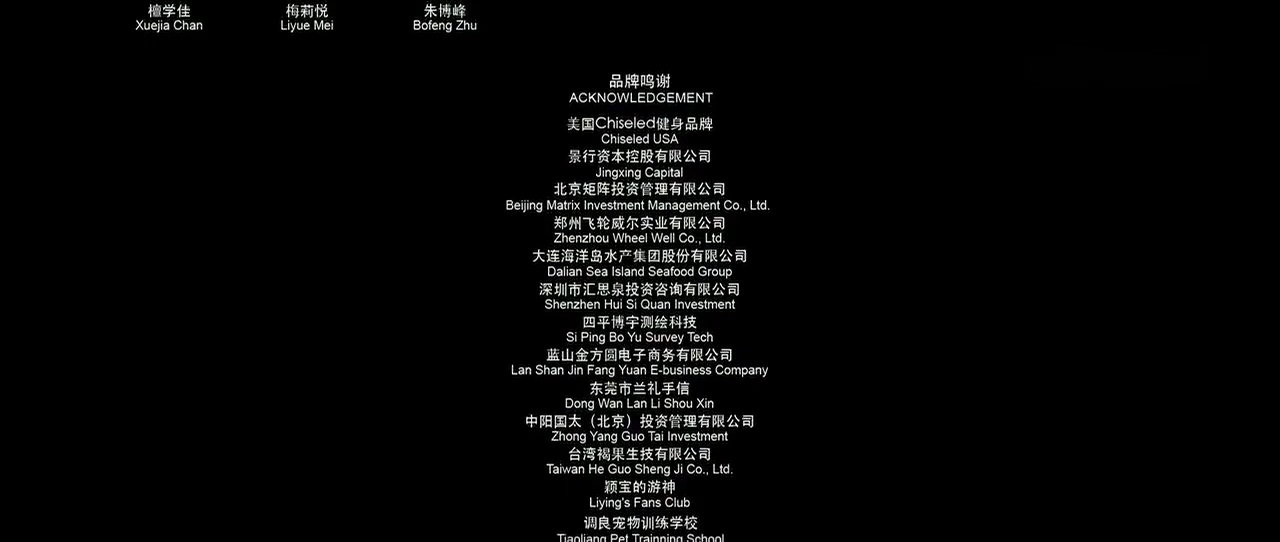 檀学佳 梅莉悦 朱博峰
Xuejia Chan Liyue Mei Bofeng Zhu
品牌鸣谢
ACKNOWLEDGEMENT
美国Chiseled健身品牌
Chiseled USA
景行资本控股有限公司
Jingxing Capital
北京矩阵投资管理有限公司
Beijing Matrix Investment Management Co., Ltd.
郑州飞轮威尔实业有限公司
Zhenzhou Wheel Well Co., Ltd.
大连海洋岛水产集团股份有限公司
Dalian Sea Island Seafood Group
深圳市汇思泉投资咨询有限公司
Shenzhen Hui Si Quan Investment
四平博宇测绘科技
Si Ping Bo Yu Survey Tech
蓝山金方圆电子商务有限公司
Lan Shan Jin Fang Yuan E-business Company
东莞市兰礼手信
Dong Wan Lan Li Shou Xin
中阳国太（北京）投资管理有限公司
Zhong Yang Guo Tai Investment
台湾褐果生技有限公司
Taiwan He Guo Sheng Ji Co., Ltd.
颖宝的游神
Liying's Fans Club
调良宠物训练学校
Tiaoliang Pet Trainning School